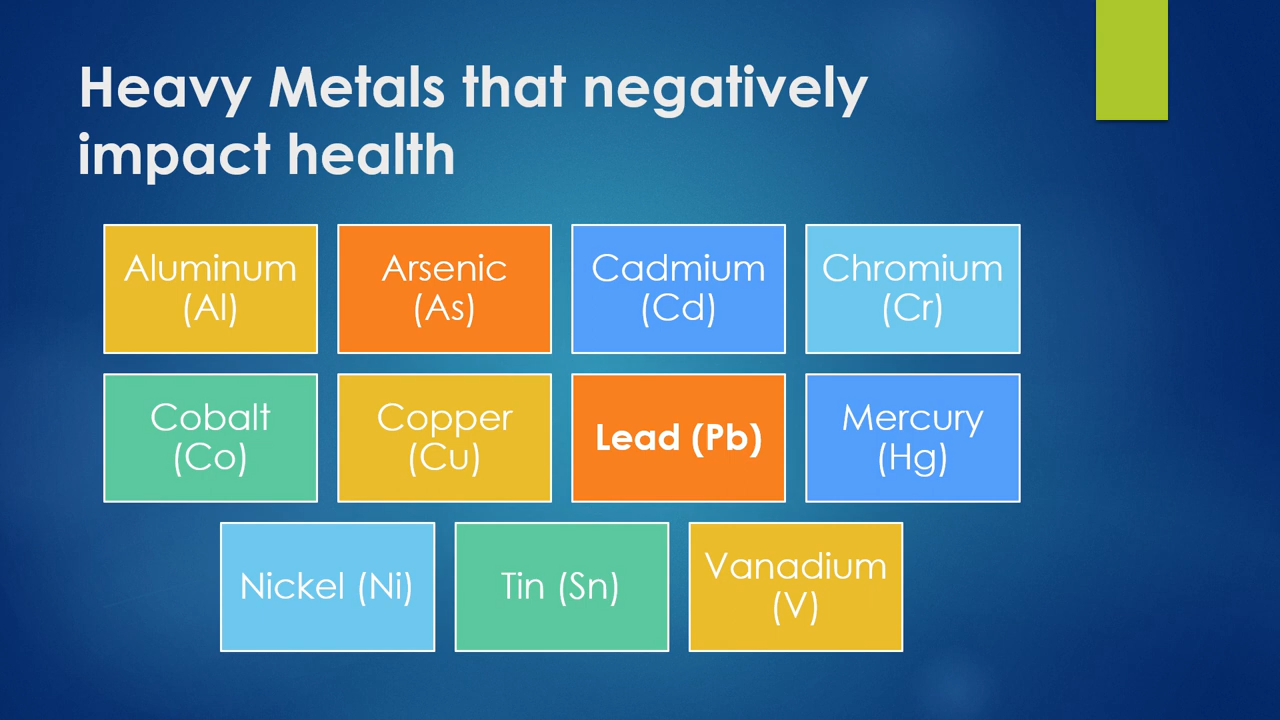 Heavy Metals that negatively
impact health
Aluminum
(Al)
Arsenic
(As)
Cadmium
(Cd)
Chromium
(Cr)
Cobalt
(Co)
Copper
(Cu)
Lead (Pb)
Mercury
(Hg)
Nickel (Ni)
Tin (Sn)
Vanadium
(V)